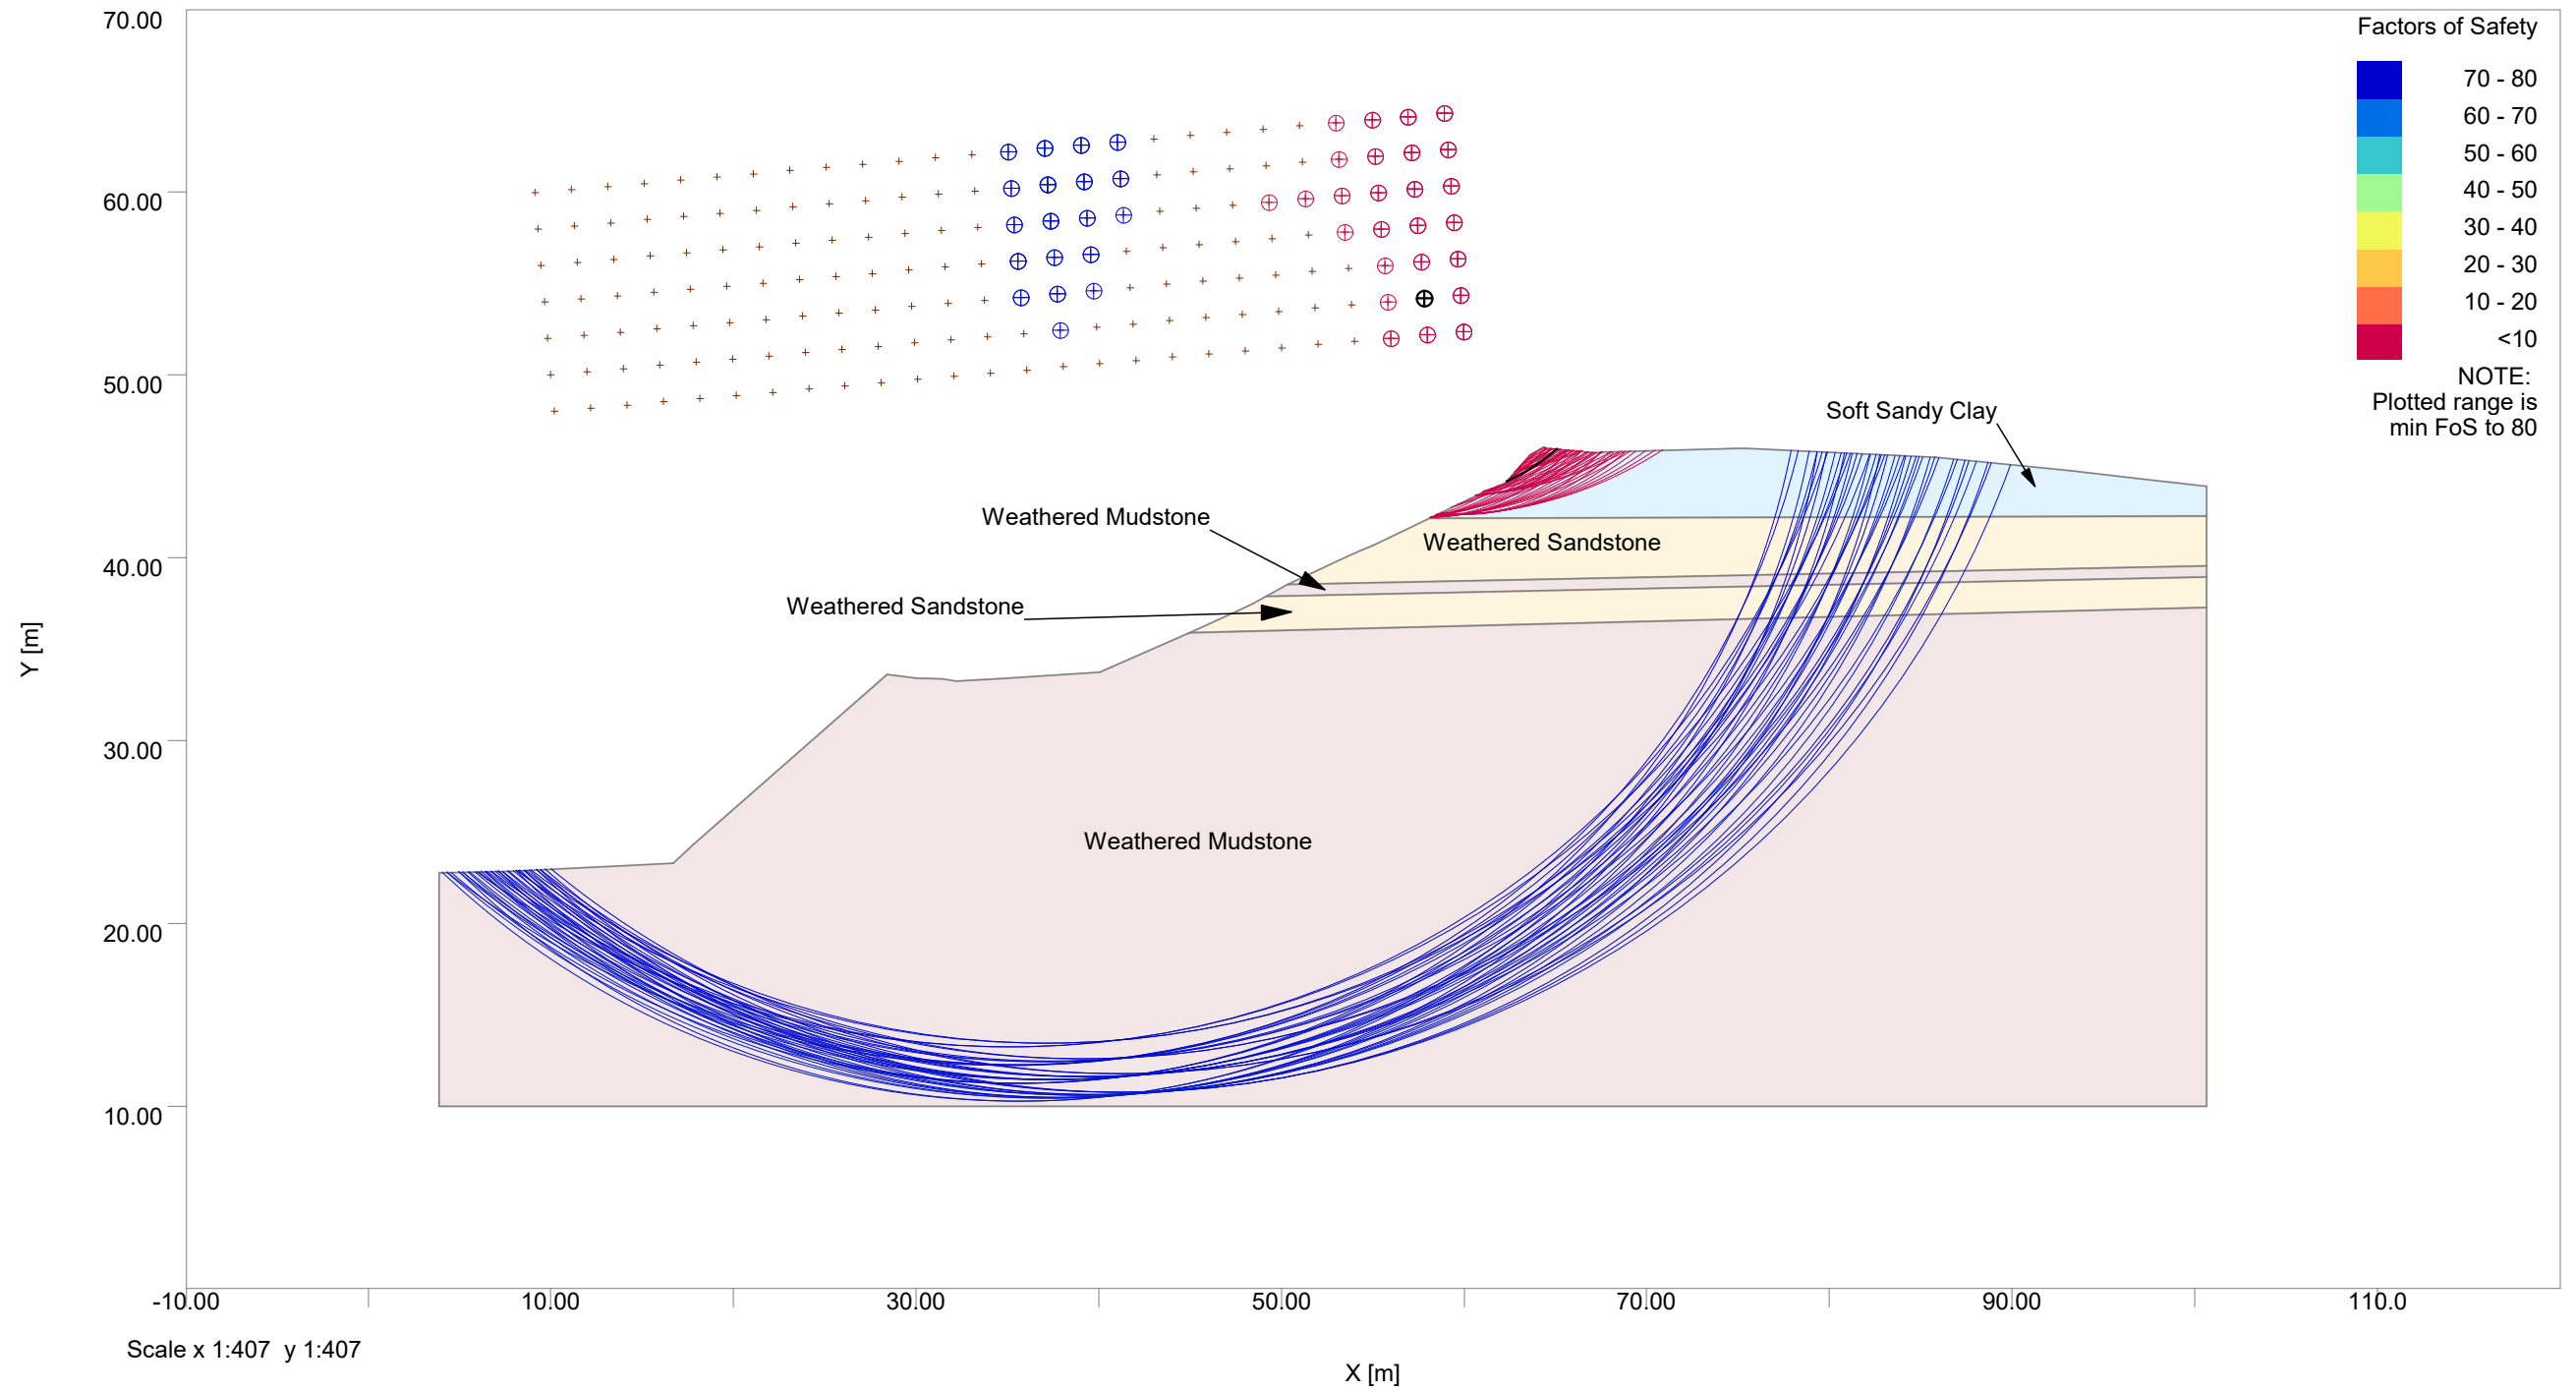 70.00
60.00
50.00
40.00
30.00
20.00
10.00
Y [m]
Factors of Safety
70 - 80
60 - 70
50 - 60
40 - 50
30 - 40
20 - 30
10 - 20
<10
NOTE:
Plotted range is
min FoS to 80
Soft Sandy Clay
Weathered Mudstone
Weathered Sandstone
Weathered Sandstone
Weathered Mudstone
-10.00
10.00
30.00
50.00
70.00
90.00
110.0
Scale x 1:407 y 1:407
X [m]